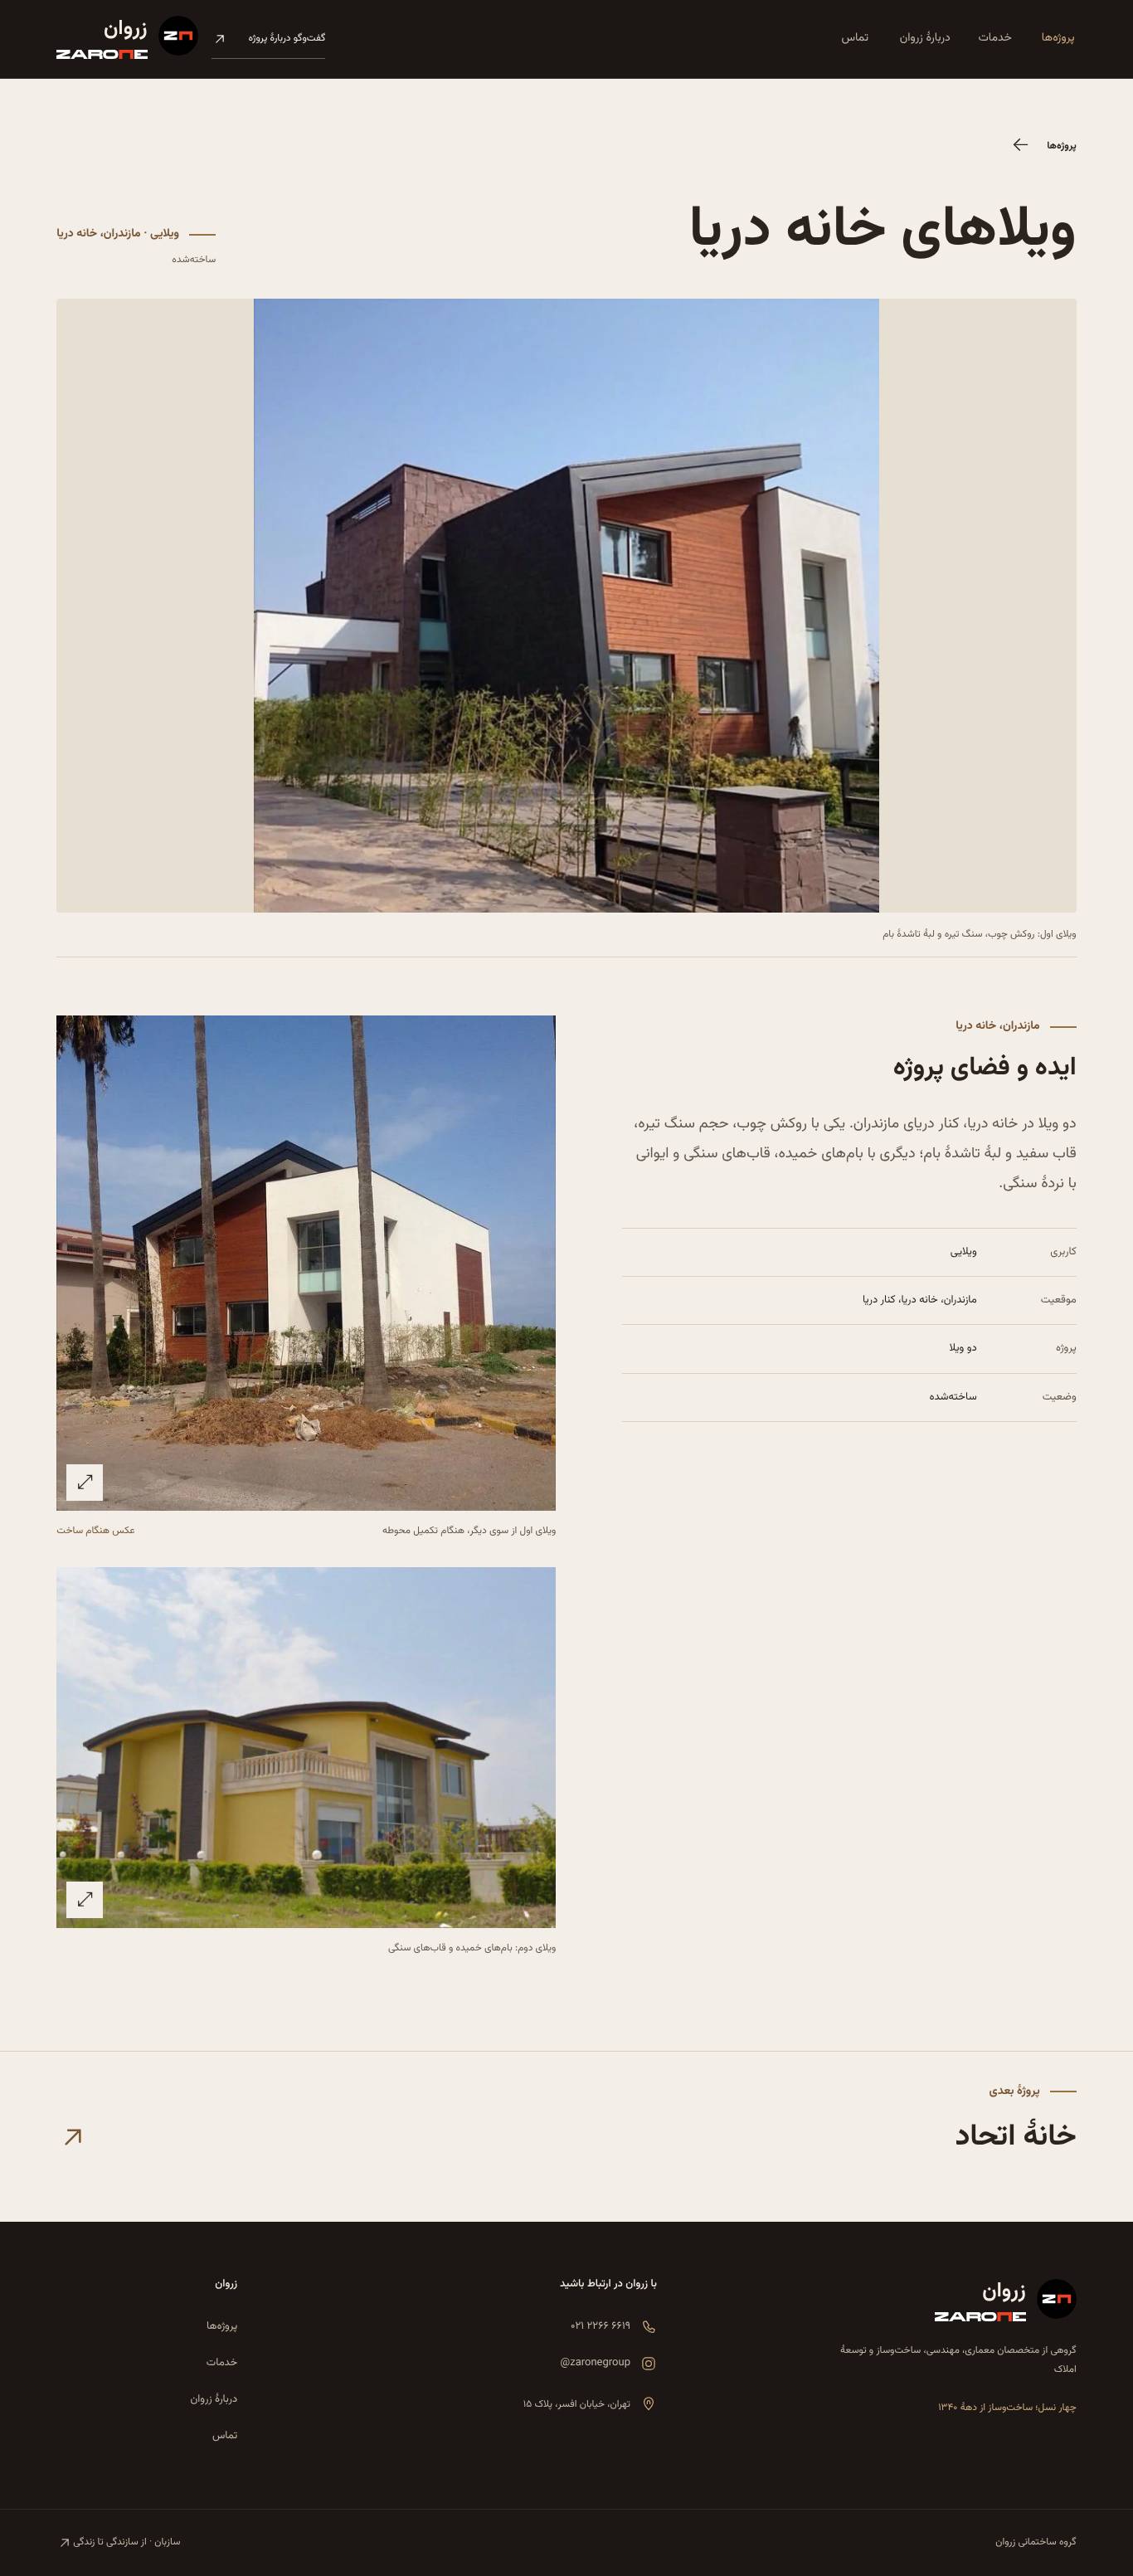 پروژه‌ها
خدمات
دربارهٔ زروان
تماس
گفت‌وگو دربارهٔ پروژه
zn
زروان
ZARONE
پروژه‌ها
ویلاهای خانه دریا
ویلایی · مازندران، خانه دریا
ساخته‌شده
ویلای اول: روکش چوب، سنگ تیره و لبهٔ تاشدهٔ بام
مازندران، خانه دریا
ایده و فضای پروژه
دو ویلا در خانه دریا، کنار دریای مازندران. یکی با روکش چوب، حجم سنگ تیره،
قاب سفید و لبهٔ تاشدهٔ بام؛ دیگری با بام‌های خمیده، قاب‌های سنگی و ایوانی
با نردهٔ سنگی.
کاربری
ویلایی
موقعیت
مازندران، خانه دریا، کنار دریا
پروژه
دو ویلا
وضعیت
ساخته‌شده
ویلای اول از سوی دیگر، هنگام تکمیل محوطه
عکس هنگام ساخت
ویلای دوم: بام‌های خمیده و قاب‌های سنگی
پروژهٔ بعدی
خانهٔ اتحاد
zn
زروان
ZARONE
گروهی از متخصصان معماری، مهندسی، ساخت‌وساز و توسعهٔ
املاک
چهار نسل؛ ساخت‌وساز از دههٔ ۱۳۴۰
با زروان در ارتباط باشید
۰۲۱ ۲۲۶۶ ۶۶۱۹
@zaronegroup
تهران، خیابان افسر، پلاک ۱۵
زروان
پروژه‌ها
خدمات
دربارهٔ زروان
تماس
گروه ساختمانی زروان
سازبان · از سازندگی تا زندگی